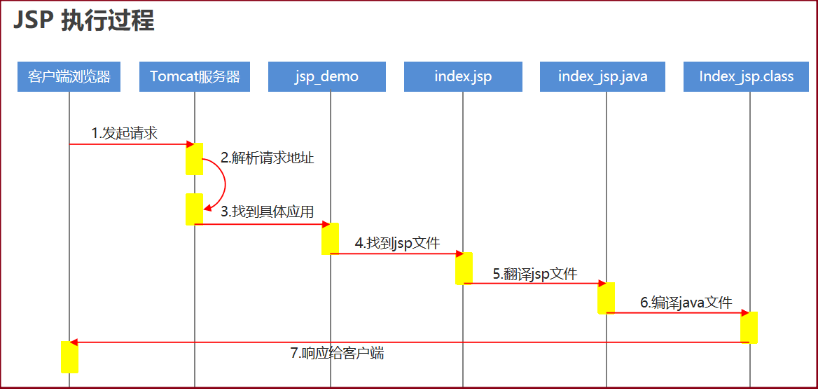 JSP 执行过程
客户端浏览器
Tomcat服务器
jsp_demo
index.jsp
index_jsp.java
Index_jsp.class
1.发起请求
2.解析请求地址
3.找到具体应用
4.找到jsp文件
5.翻译jsp文件
6.编译java文件
7.响应给客户端